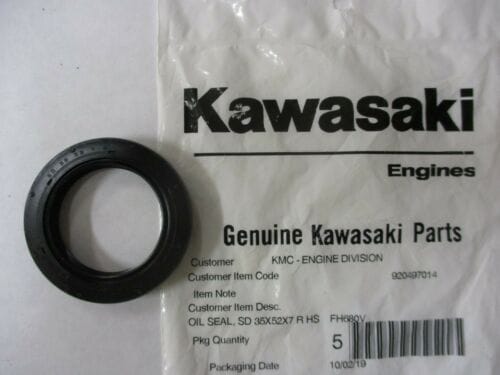 Kawasaki
Engines
Genuine Kawasaki Parts
Customer KMC - ENGINE DIVISION
Customer Item Code 920497014
Item Note
Customer Item Desc.
OIL SEAL, SD 35X52X7 R HS FH680V
Pkg Quantity 5
Packaging Date 10/02/19